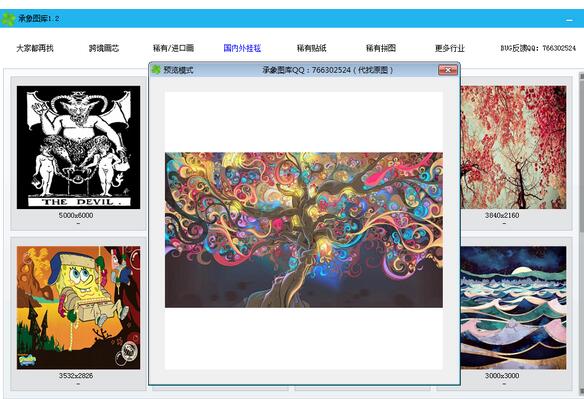 承象图库1.2
大家都再找 跨境画芯 稀有/进口画 国内外挂毯 稀有贴纸 稀有拼图 更多行业 BUG反馈QQ: 766302524
预览模式 承象图库QQ：766302524（代找原图）
THE DEVIL.
5000x6000
3840x2160
3532x2826
3000x3000